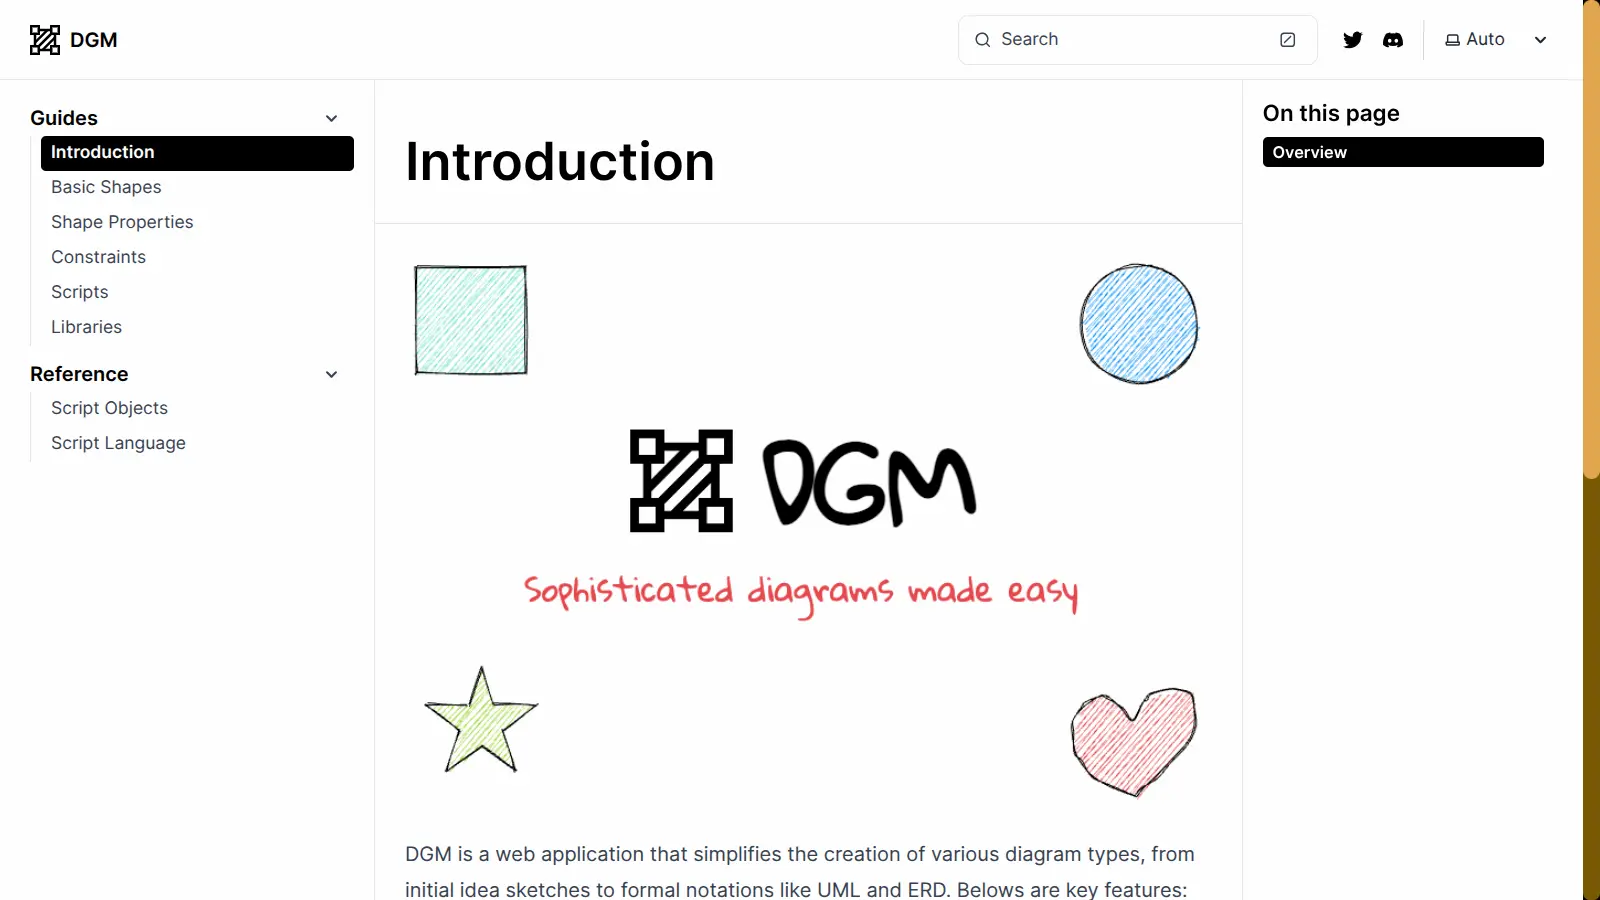 DGM
Search
Auto
Guides
Introduction
Basic Shapes
Shape Properties
Constraints
Scripts
Libraries
Reference
Script Objects
Script Language
Introduction
DGM
Sophisticated diagrams made easy
DGM is a web application that simplifies the creation of various diagram types, from
initial idea sketches to formal notations like UML and ERD. Belows are key features:
On this page
Overview